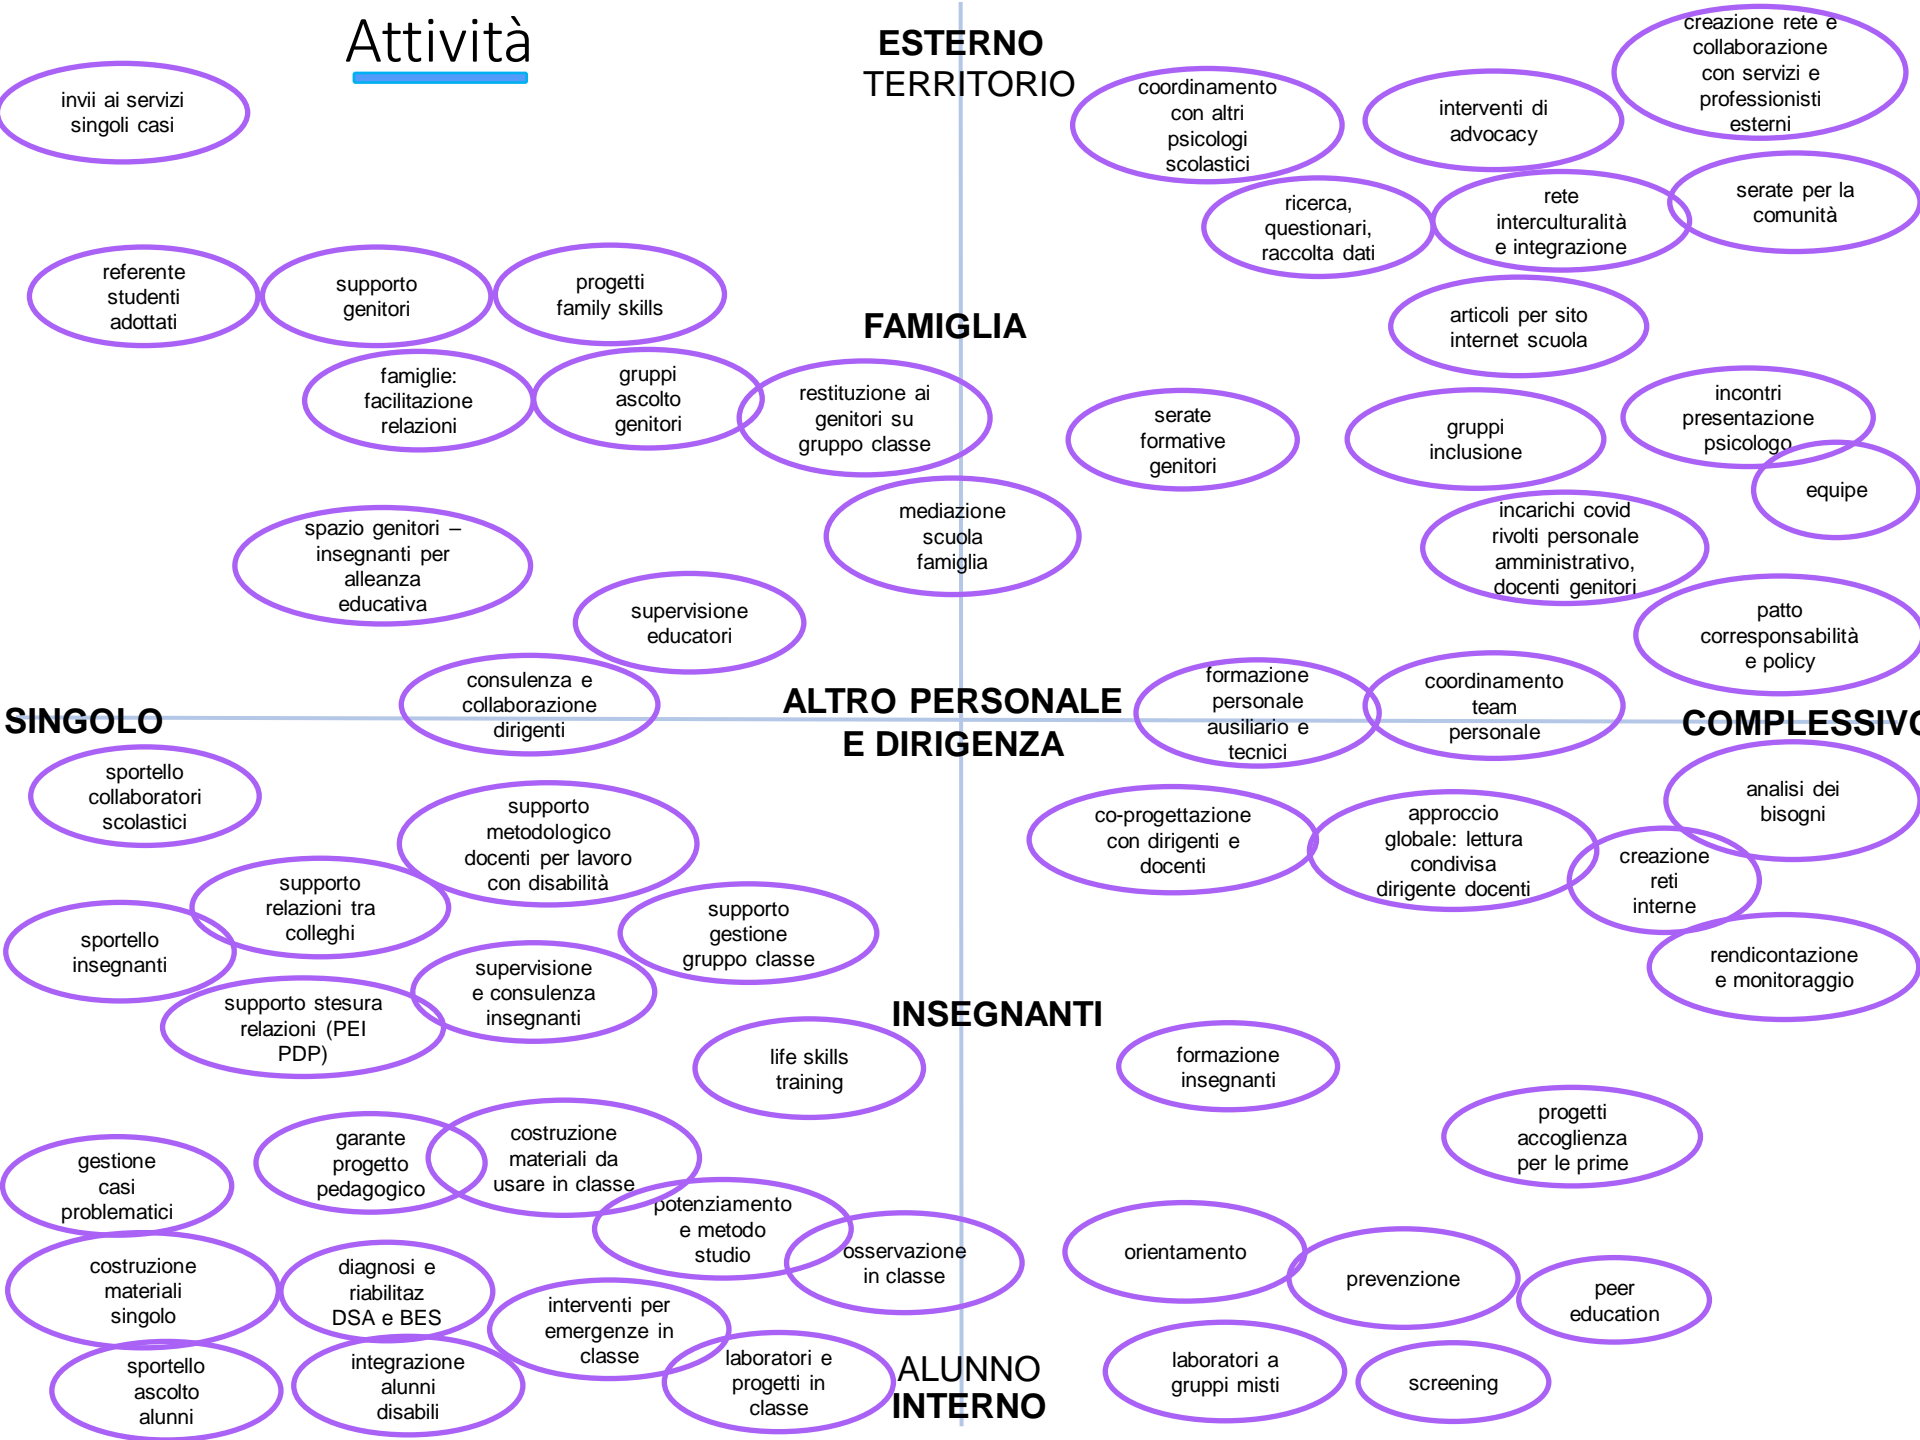 Attività
ESTERNO
TERRITORIO
creazione rete e
collaborazione
con servizi e
professionisti
esterni
invii ai servizi
singoli casi
coordinamento
con altri
psicologi
scolastici
interventi di
advocacy
ricerca,
questionari,
raccolta dati
rete
interculturalità
e integrazione
serate per la
comunità
referente
studenti
adottati
supporto
genitori
progetti
family skills
FAMIGLIA
articoli per sito
internet scuola
famiglie:
facilitazione
relazioni
gruppi
ascolto
genitori
restituzione ai
genitori su
gruppo classe
serate
formative
genitori
gruppi
inclusione
incontri
presentazione
psicologo
equipe
spazio genitori –
insegnanti per
alleanza
educativa
mediazione
scuola
famiglia
incarichi covid
rivolti personale
amministrativo,
docenti genitori
supervisione
educatori
patto
corresponsabilità
e policy
consulenza e
collaborazione
dirigenti
formazione
personale
ausiliario e
tecnici
coordinamento
team
personale
SINGOLO
ALTRO PERSONALE
E DIRIGENZA
COMPLESSIVO
sportello
collaboratori
scolastici
supporto
metodologico
docenti per lavoro
con disabilità
co-progettazione
con dirigenti e
docenti
approccio
globale: lettura
condivisa
dirigente docenti
analisi dei
bisogni
creazione
reti
interne
supporto
relazioni tra
colleghi
supporto
gestione
gruppo classe
sportello
insegnanti
supervisione
e consulenza
insegnanti
rendicontazione
e monitoraggio
supporto stesura
relazioni (PEI
PDP)
INSEGNANTI
life skills
training
formazione
insegnanti
progetti
accoglienza
per le prime
garante
progetto
pedagogico
costruzione
materiali da
usare in classe
gestione
casi
problematici
potenziamento
e metodo
studio
osservazione
in classe
orientamento
prevenzione
peer
education
costruzione
materiali
singolo
diagnosi e
riabilitaz
DSA e BES
interventi per
emergenze in
classe
sportello
ascolto
alunni
integrazione
alunni
disabili
laboratori e
progetti in
classe
ALUNNO
INTERNO
laboratori a
gruppi misti
screening